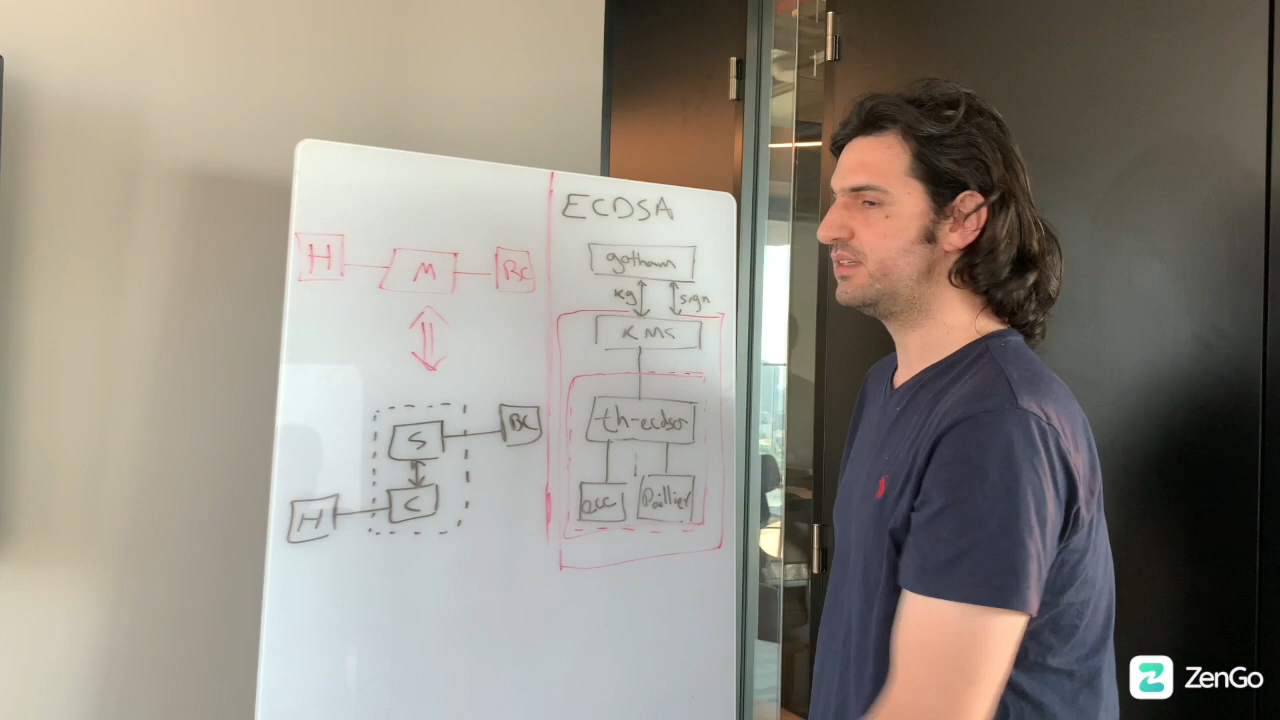 H
M
BC
S
C
BC
H
ECDSA
gotham
Kg
sign
KMS
th-ecdsa
ecc
Paillier
ZenGo